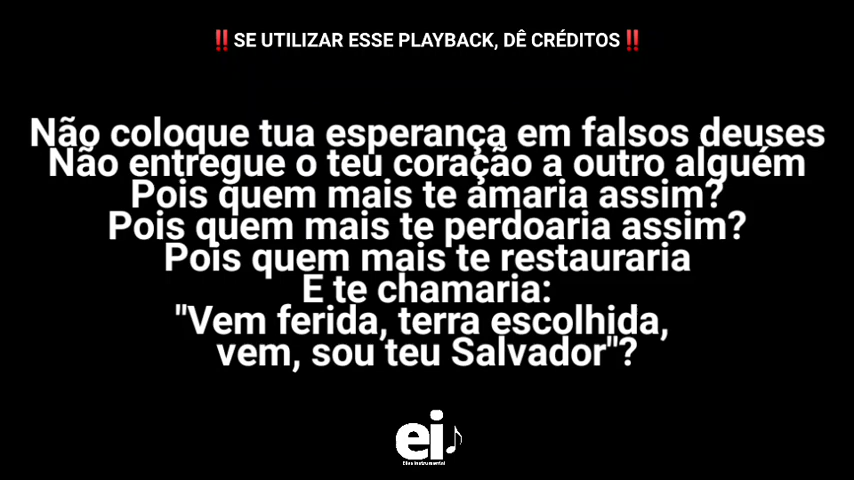 ‼️SE UTILIZAR ESSE PLAYBACK, DÊ CRÉDITOS‼️
Não coloque tua esperança em falsos deuses
Não entregue o teu coração a outro alguém
Pois quem mais te amaria assim?
Pois quem mais te perdoaria assim?
Pois quem mais te restauraria
E te chamaria:
"Vem ferida, terra escolhida,
vem, sou teu Salvador"?
ei